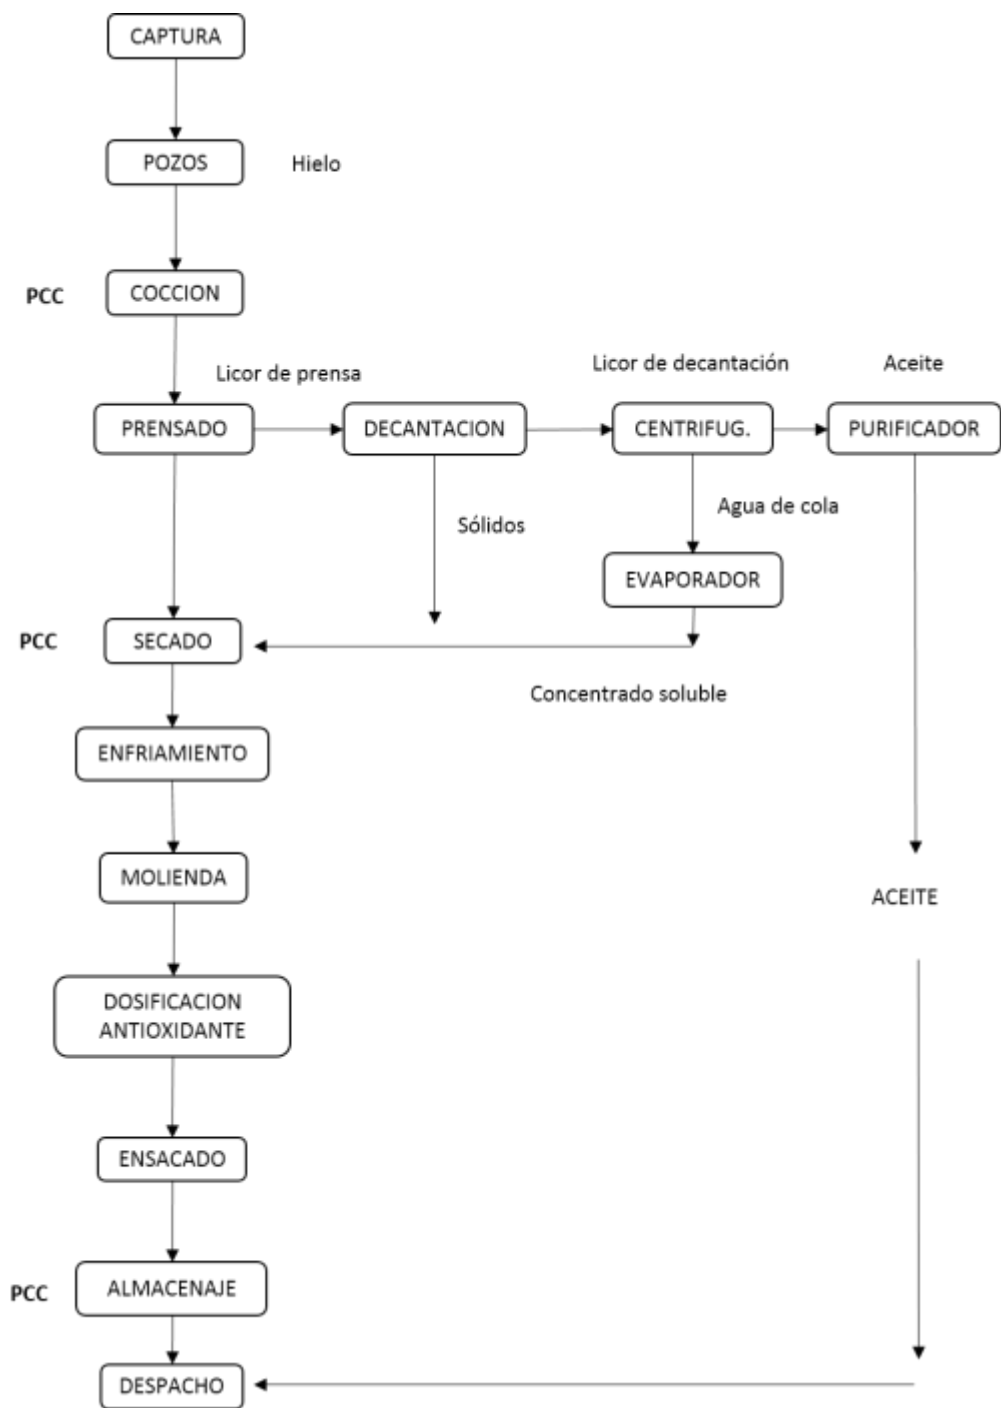 CAPTURA
POZOS
Hielo
PCC
COCCION
Licor de prensa
Licor de decantación
Aceite
PRENSADO
DECANTACION
CENTRIFUG.
PURIFICADOR
Sólidos
Agua de cola
EVAPORADOR
PCC
SECADO
Concentrado soluble
ENFRIAMIENTO
MOLIENDA
ACEITE
DOSIFICACION
ANTIOXIDANTE
ENSACADO
PCC
ALMACENAJE
DESPACHO